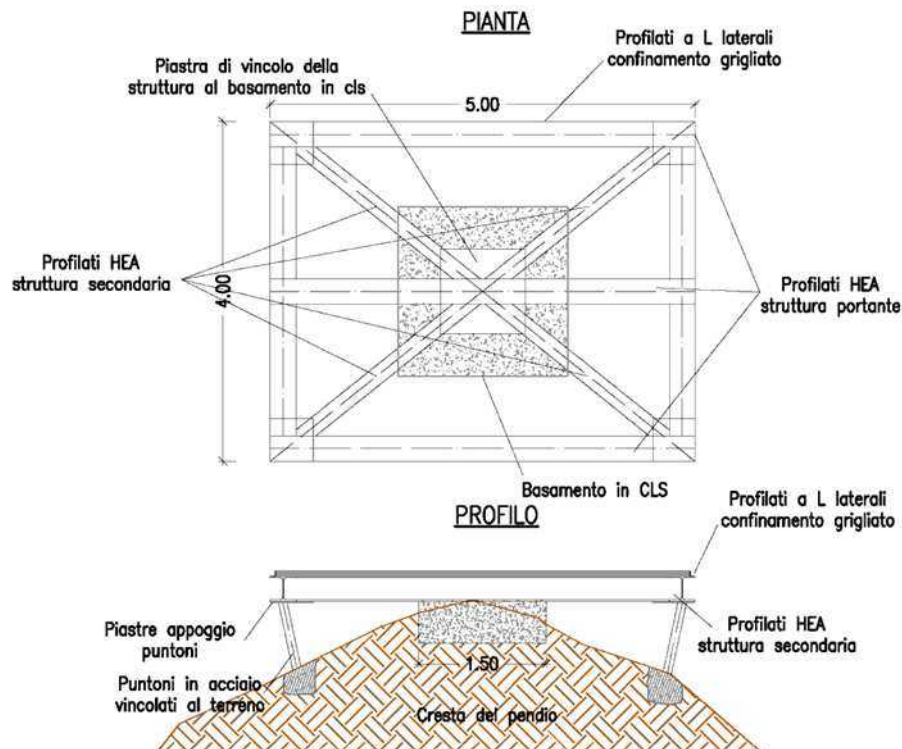 PIANTA
Profilati a L laterali
confinamento grigliato
Piastra di vincolo della
struttura al basamento in cls
5.00
Profilati HEA
struttura secondaria
4.00
Profilati HEA
struttura portante
Basamento in CLS
PROFILO
Profilati a L laterali
confinamento grigliato
Piastre appoggio
puntoni
Profilati HEA
struttura secondaria
1.50
Puntoni in acciaio
vincolati al terreno
Cresta del pendio